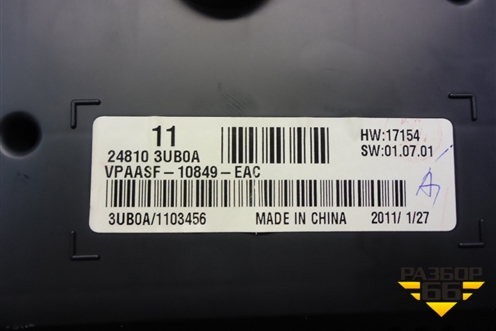 11
24810 3UB0A
VPAASF-10849-EAC
3UB0A/1103456
MADE IN CHINA
2011/ 1/27
HW:17154
SW:01.07.01
РАЗБОР
66